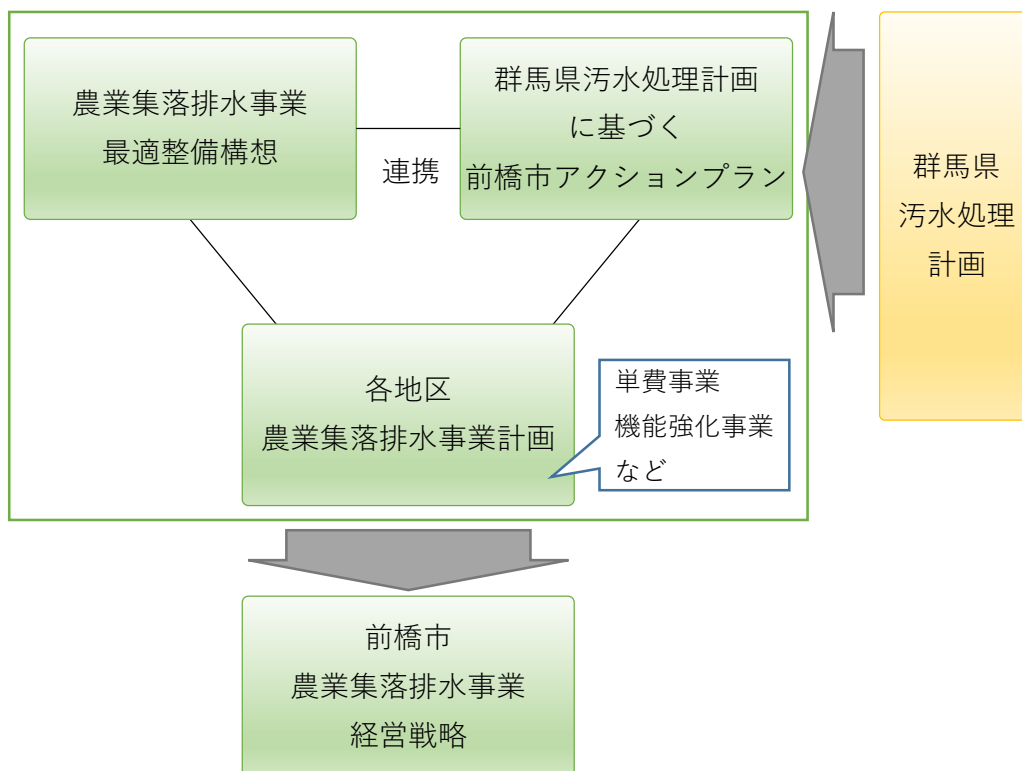 農業集落排水事業
最適整備構想
連携
群馬県汚水処理計画
に基づく
前橋市アクションプラン
群馬県
汚水処理
計画
各地区
農業集落排水事業計画
単費事業
機能強化事業
など
前橋市
農業集落排水事業
経営戦略